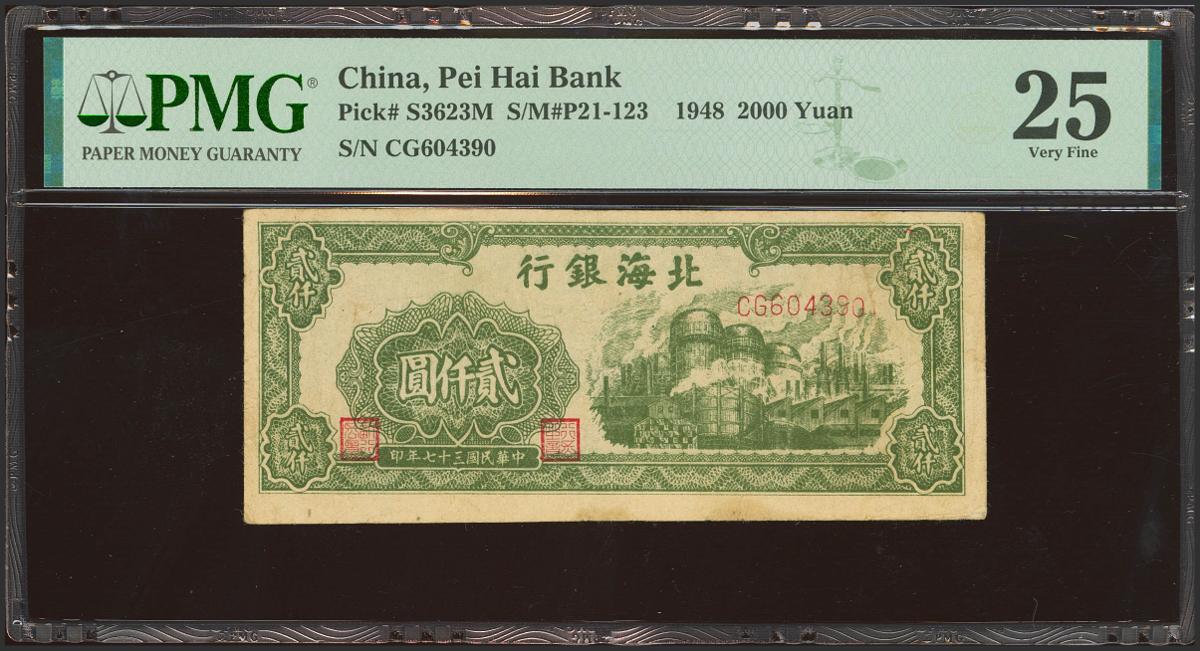 PMG®
PAPER MONEY GUARANTY
China, Pei Hai Bank
Pick# S3623M S/M#P21-123 1948 2000 Yuan
S/N CG604390
25
Very Fine
行銀海北
CG604390
貳仟
貳仟
圓仟貳
貳仟
貳仟
印年七十三國民華中
PMG
PMG